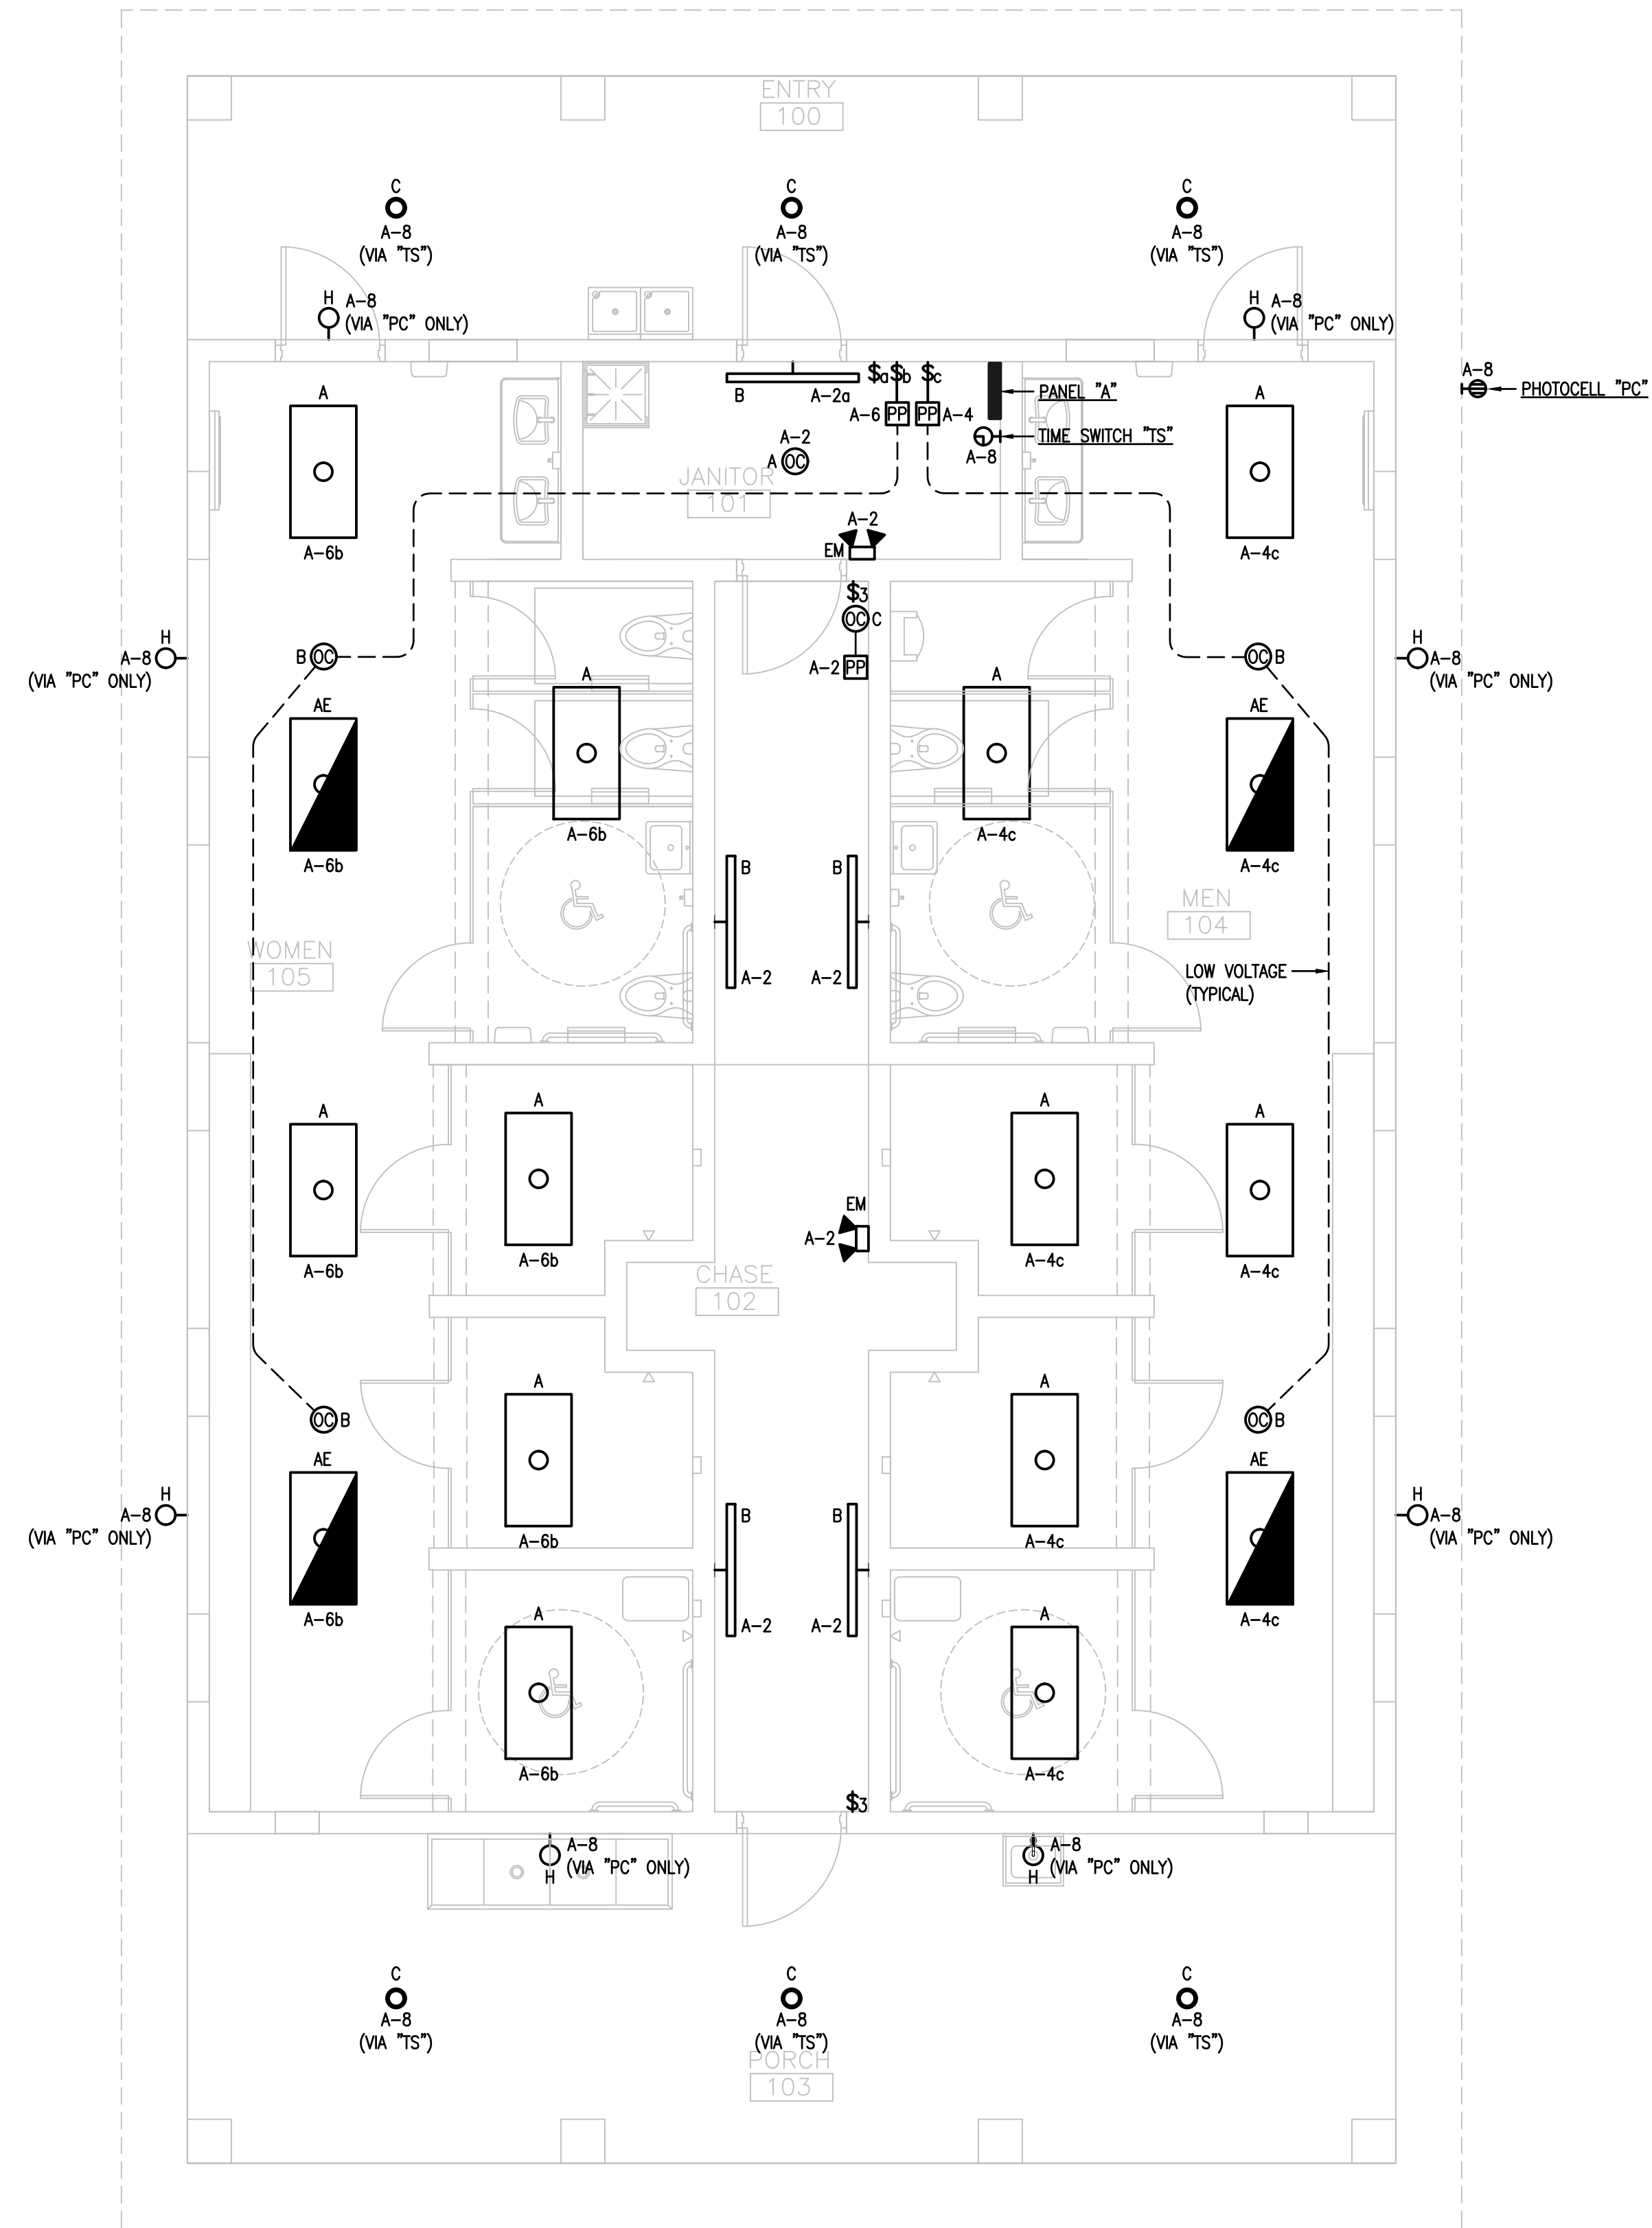 ENTRY
100
C
C
C
A-8
A-8
A-8
(VIA "TS")
(VIA "TS")
(VIA "TS")
H
A-8
(VIA "PC" ONLY)
H
A-8
(VIA "PC" ONLY)
A-8
PHOTOCELL "PC"
$a
$b
$c
B
A-2a
A-6
PP
PP
A-4
PANEL "A"
TIME SWITCH "TS"
A-8
A
A
A-2
A
OC
JANITOR
101
A-6b
A-4c
A-2
EM
$3
OC
C
A-2
PP
H
A-8
(VIA "PC" ONLY)
B
OC
OC
B
H
A-8
(VIA "PC" ONLY)
A
A
AE
AE
A-6b
A-4c
A-6b
A-4c
B
B
MEN
104
WOMEN
105
A-2
A-2
LOW VOLTAGE
(TYPICAL)
A
A
A
A
A-6b
A-6b
A-4c
A-4c
EM
A-2
CHASE
102
A
A
OC
B
OC
B
AE
AE
H
A-8
(VIA "PC" ONLY)
H
A-8
(VIA "PC" ONLY)
B
B
A-6b
A-4c
A-6b
A-4c
A-2
A-2
A
A
A-6b
A-4c
$3
A-8
(VIA "PC" ONLY)
H
A-8
(VIA "PC" ONLY)
H
C
C
C
A-8
A-8
A-8
(VIA "TS")
(VIA "TS")
(VIA "TS")
PORCH
103